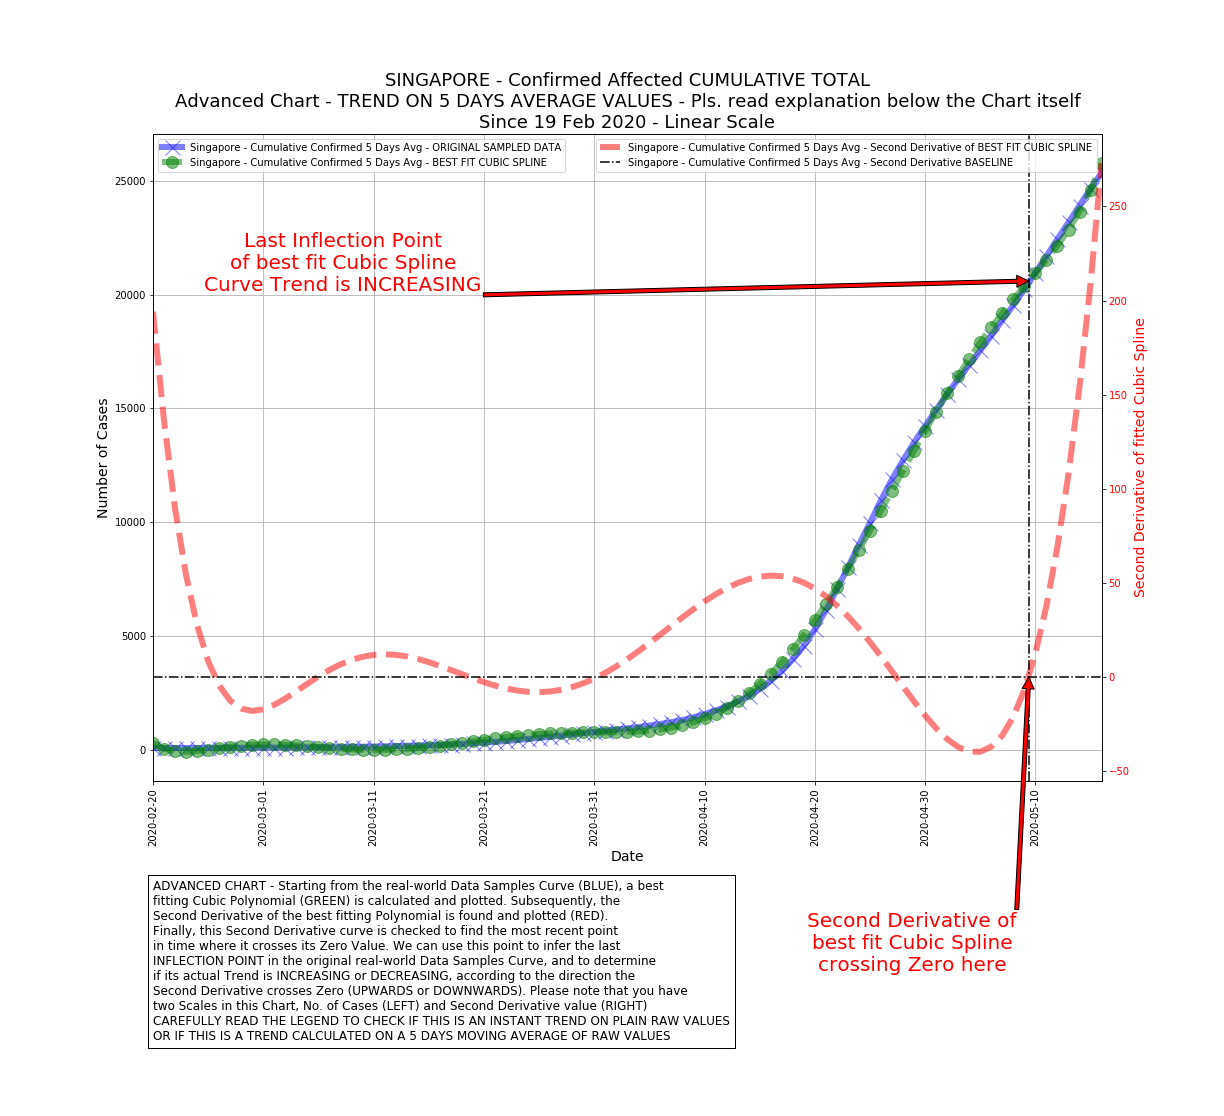 SINGAPORE - Confirmed Affected CUMULATIVE TOTAL
Advanced Chart - TREND ON 5 DAYS AVERAGE VALUES - Pls. read explanation below the Chart itself
Since 19 Feb 2020 - Linear Scale
Singapore - Cumulative Confirmed 5 Days Avg - ORIGINAL SAMPLED DATA
Singapore - Cumulative Confirmed 5 Days Avg - BEST FIT CUBIC SPLINE
Singapore - Cumulative Confirmed 5 Days Avg - Second Derivative of BEST FIT CUBIC SPLINE
Singapore - Cumulative Confirmed 5 Days Avg - Second Derivative BASELINE
Last Inflection Point
of best fit Cubic Spline
Curve Trend is INCREASING
Number of Cases
25000
20000
15000
10000
5000
0
250
200
150
100
50
0
−50
Second Derivative of fitted Cubic Spline
2020-02-20
2020-03-01
2020-03-11
2020-03-21
2020-03-31
2020-04-10
2020-04-20
2020-04-30
2020-05-10
Date
Second Derivative of
best fit Cubic Spline
crossing Zero here
ADVANCED CHART - Starting from the real-world Data Samples Curve (BLUE), a best
fitting Cubic Polynomial (GREEN) is calculated and plotted. Subsequently, the
Second Derivative of the best fitting Polynomial is found and plotted (RED).
Finally, this Second Derivative curve is checked to find the most recent point
in time where it crosses its Zero Value. We can use this point to infer the last
INFLECTION POINT in the original real-world Data Samples Curve, and to determine
if its actual Trend is INCREASING or DECREASING, according to the direction the
Second Derivative crosses Zero (UPWARDS or DOWNWARDS). Please note that you have
two Scales in this Chart, No. of Cases (LEFT) and Second Derivative value (RIGHT)
CAREFULLY READ THE LEGEND TO CHECK IF THIS IS AN INSTANT TREND ON PLAIN RAW VALUES
OR IF THIS IS A TREND CALCULATED ON A 5 DAYS MOVING AVERAGE OF RAW VALUES